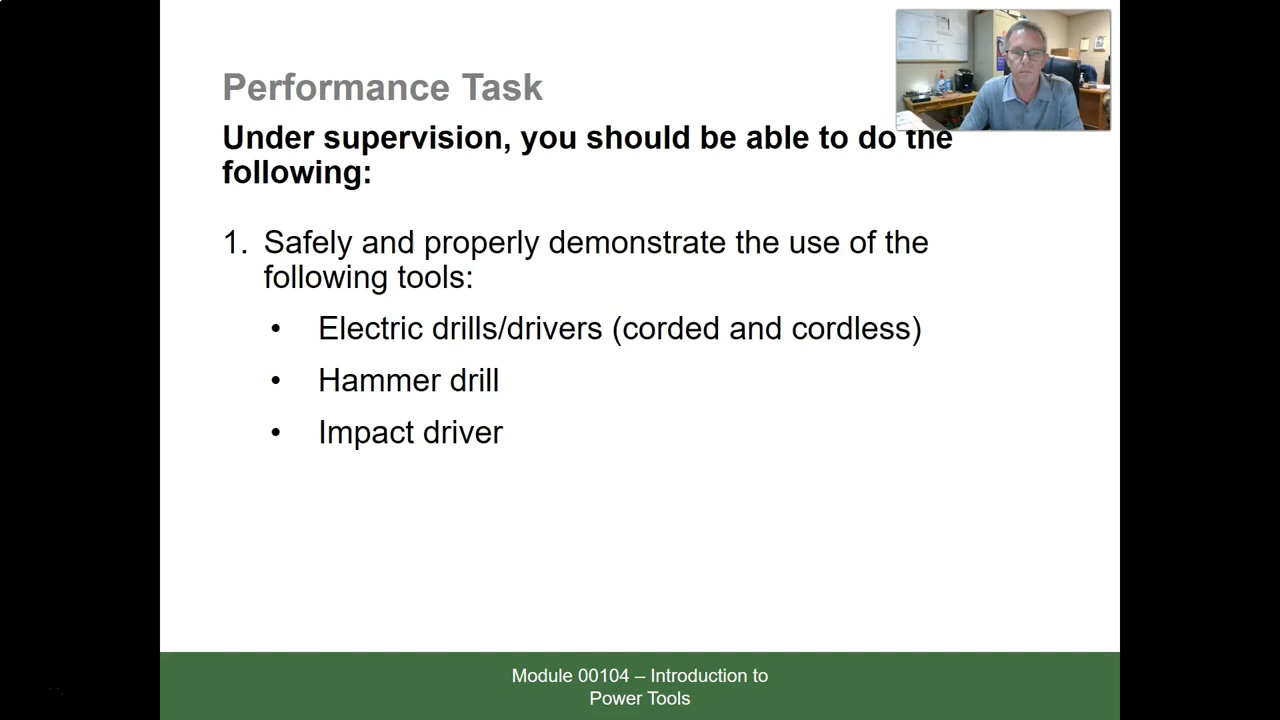 Performance Task
Under supervision, you should be able to do the
following:
1. Safely and properly demonstrate the use of the
following tools:
• Electric drills/drivers (corded and cordless)
• Hammer drill
• Impact driver
Module 00104 – Introduction to
Power Tools